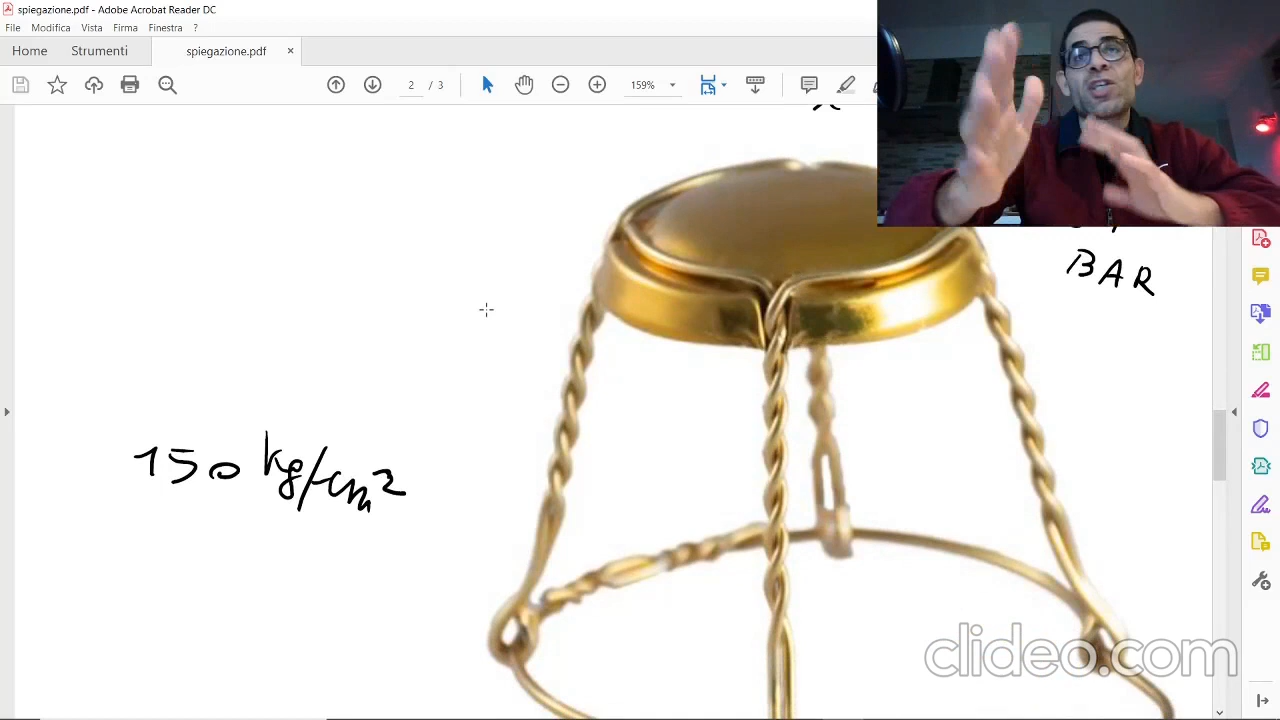 spiegazione.pdf - Adobe Acrobat Reader DC
File Modifica Vista Firma Finestra ?
Home Strumenti spiegazione.pdf ×
2 / 3 159%
BAR
150 kg/cm²
clideo.com